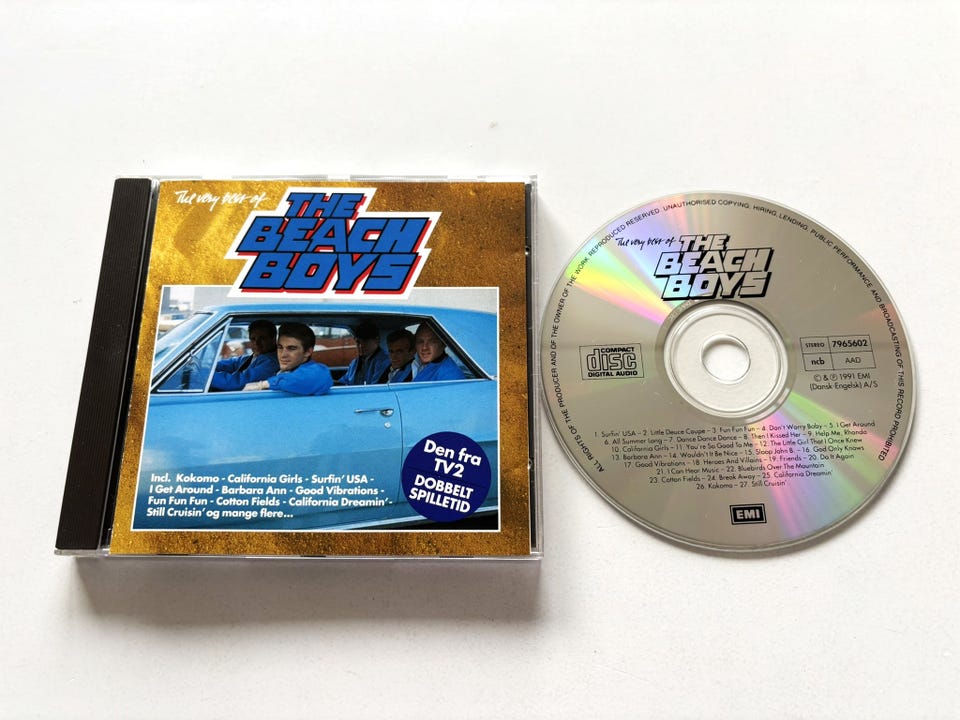 The very best of
THE
BEACH
BOYS
Incl. Kokomo - California Girls - Surfin' USA -
I Get Around - Barbara Ann - Good Vibrations -
Fun Fun Fun - Cotton Fields - California Dreamin'-
Still Cruisin' og mange flere...
Den fra
TV2
DOBBELT
SPILLETID
ALL RIGHTS OF THE PRODUCER AND OF THE OWNER OF THE WORK REPRODUCED RESERVED. UNAUTHORISED COPYING, HIRING, LENDING, PUBLIC PERFORMANCE AND BROADCASTING OF THIS RECORD PROHIBITED
The very best of
THE
BEACH
BOYS
COMPACT
disc
DIGITAL AUDIO
STEREO 7965602
ncb AAD
© & ℗ 1991 EMI
(Dansk-Engelsk) A/S
1. Surfin' USA – 2. Little Deuce Coupe – 3. Fun Fun Fun – 4. Don't Worry Baby – 5. I Get Around
6. All Summer Long – 7. Dance Dance Dance – 8. Then I Kissed Her – 9. Help Me, Rhonda
10. California Girls – 11. You're So Good To Me – 12. The Little Girl That I Once Knew
13. Barbara Ann – 14. Wouldn't It Be Nice – 15. Sloop John B. – 16. God Only Knows
17. Good Vibrations – 18. Heroes And Villains – 19. Friends – 20. Do It Again
21. I Can Hear Music – 22. Bluebirds Over The Mountain
23. Cotton Fields – 24. Break Away – 25. California Dreamin'
26. Kokomo – 27. Still Cruisin'
EMI